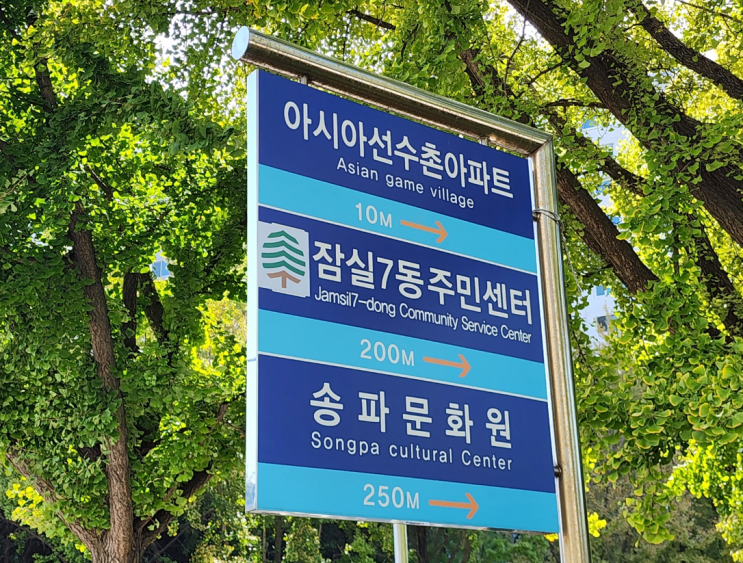 아시아선수촌아파트
Asian game village
10M →
잠실7동주민센터
Jamsil7-dong Community Service Center
200M →
송파문화원
Songpa cultural Center
250M →